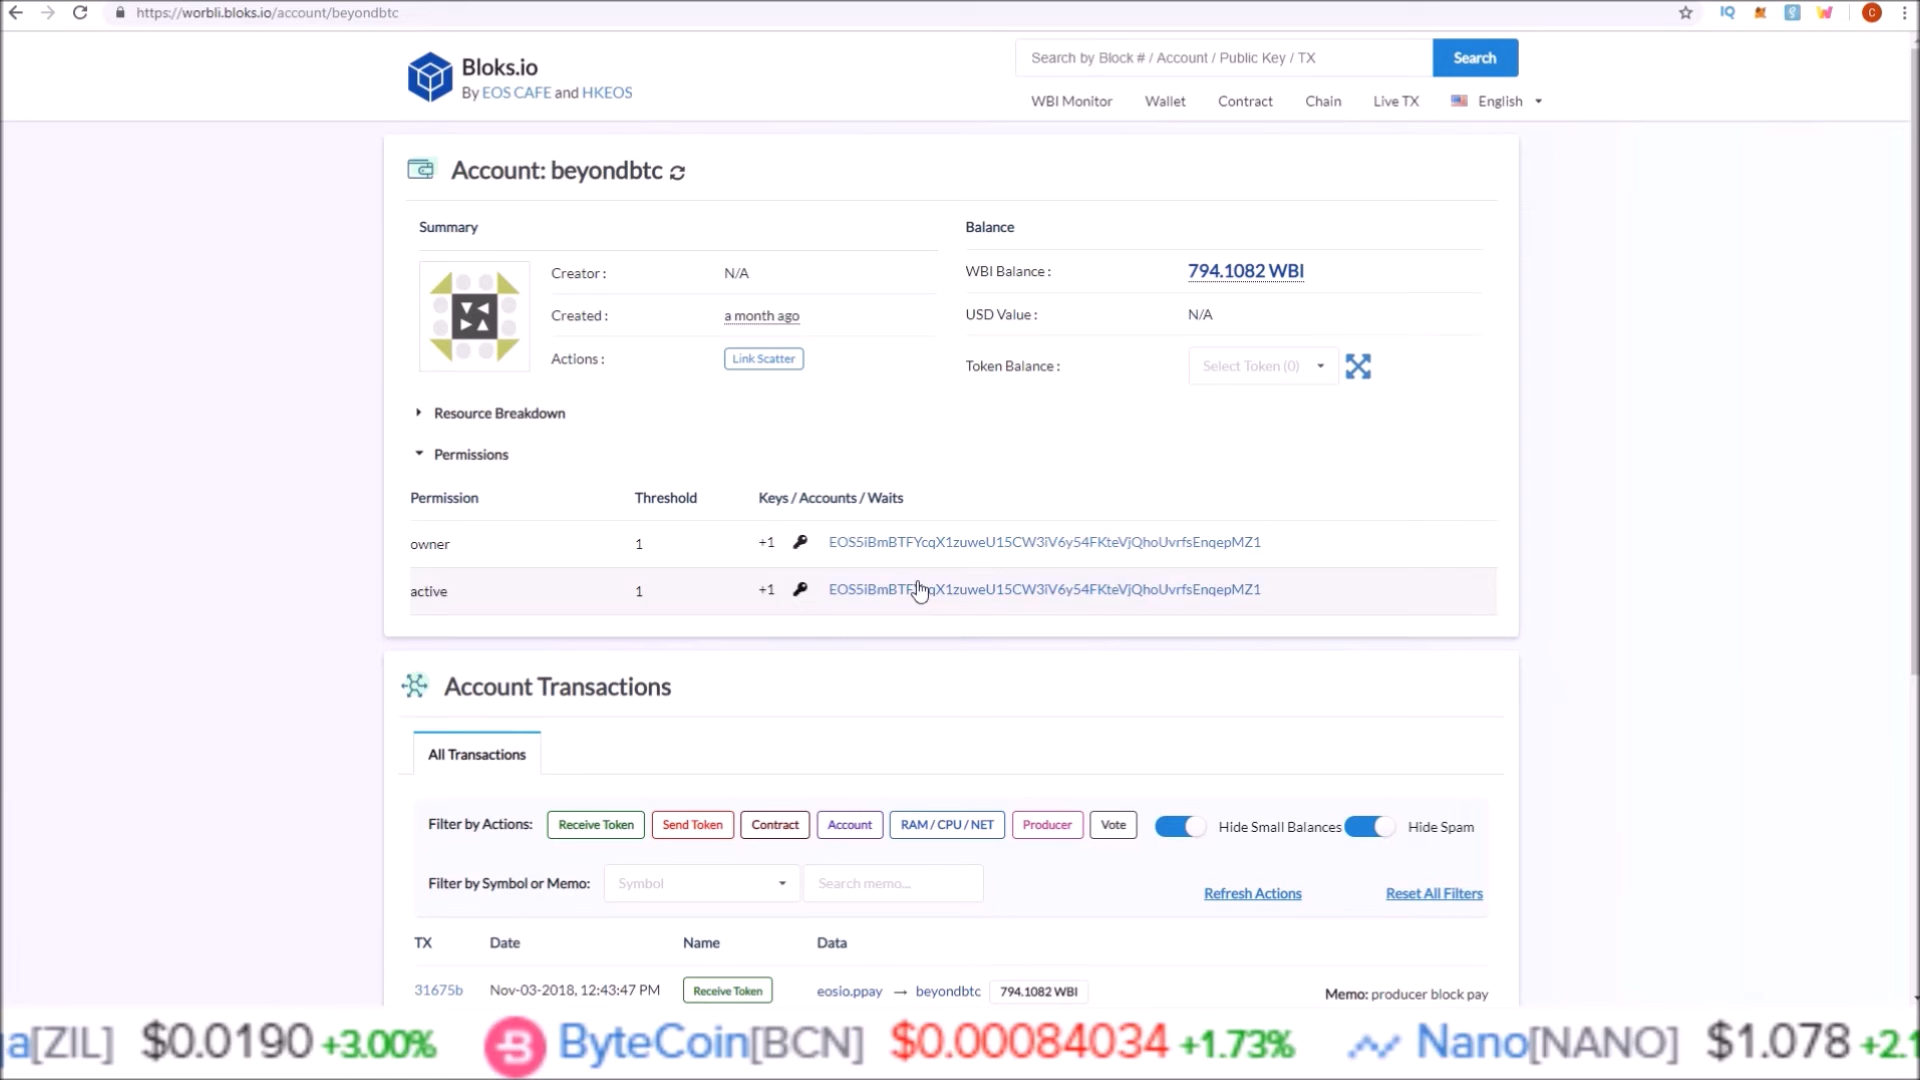 https://worbli.bloks.io/account/beyondbtc
IQ
C
Bloks.io
By EOS CAFE and HKEOS
Search by Block # / Account / Public Key / TX
Search
WBI Monitor Wallet Contract Chain Live TX English
Account: beyondbtc
Summary
Balance
Creator : N/A
WBI Balance : 794.1082 WBI
Created : a month ago
USD Value : N/A
Actions : Link Scatter
Token Balance : Select Token (0)
Resource Breakdown
Permissions
Permission Threshold Keys / Accounts / Waits
owner 1 +1 EOS5iBmBTFYcqX1zuweU15CW3iV6y54FKteVjQhoUvrfsEnqepMZ1
active 1 +1 EOS5iBmBTFYcqX1zuweU15CW3iV6y54FKteVjQhoUvrfsEnqepMZ1
Account Transactions
All Transactions
Filter by Actions: Receive Token Send Token Contract Account RAM / CPU / NET Producer Vote Hide Small Balances Hide Spam
Filter by Symbol or Memo: Symbol Search memo... Refresh Actions Reset All Filters
TX Date Name Data
31675b Nov-03-2018, 12:43:47 PM Receive Token eosio.ppay → beyondbtc 794.1082 WBI Memo: producer block pay
a[ZIL] $0.0190 +3.00% ByteCoin[BCN] $0.00084034 +1.73% Nano[NANO] $1.078 +2.1